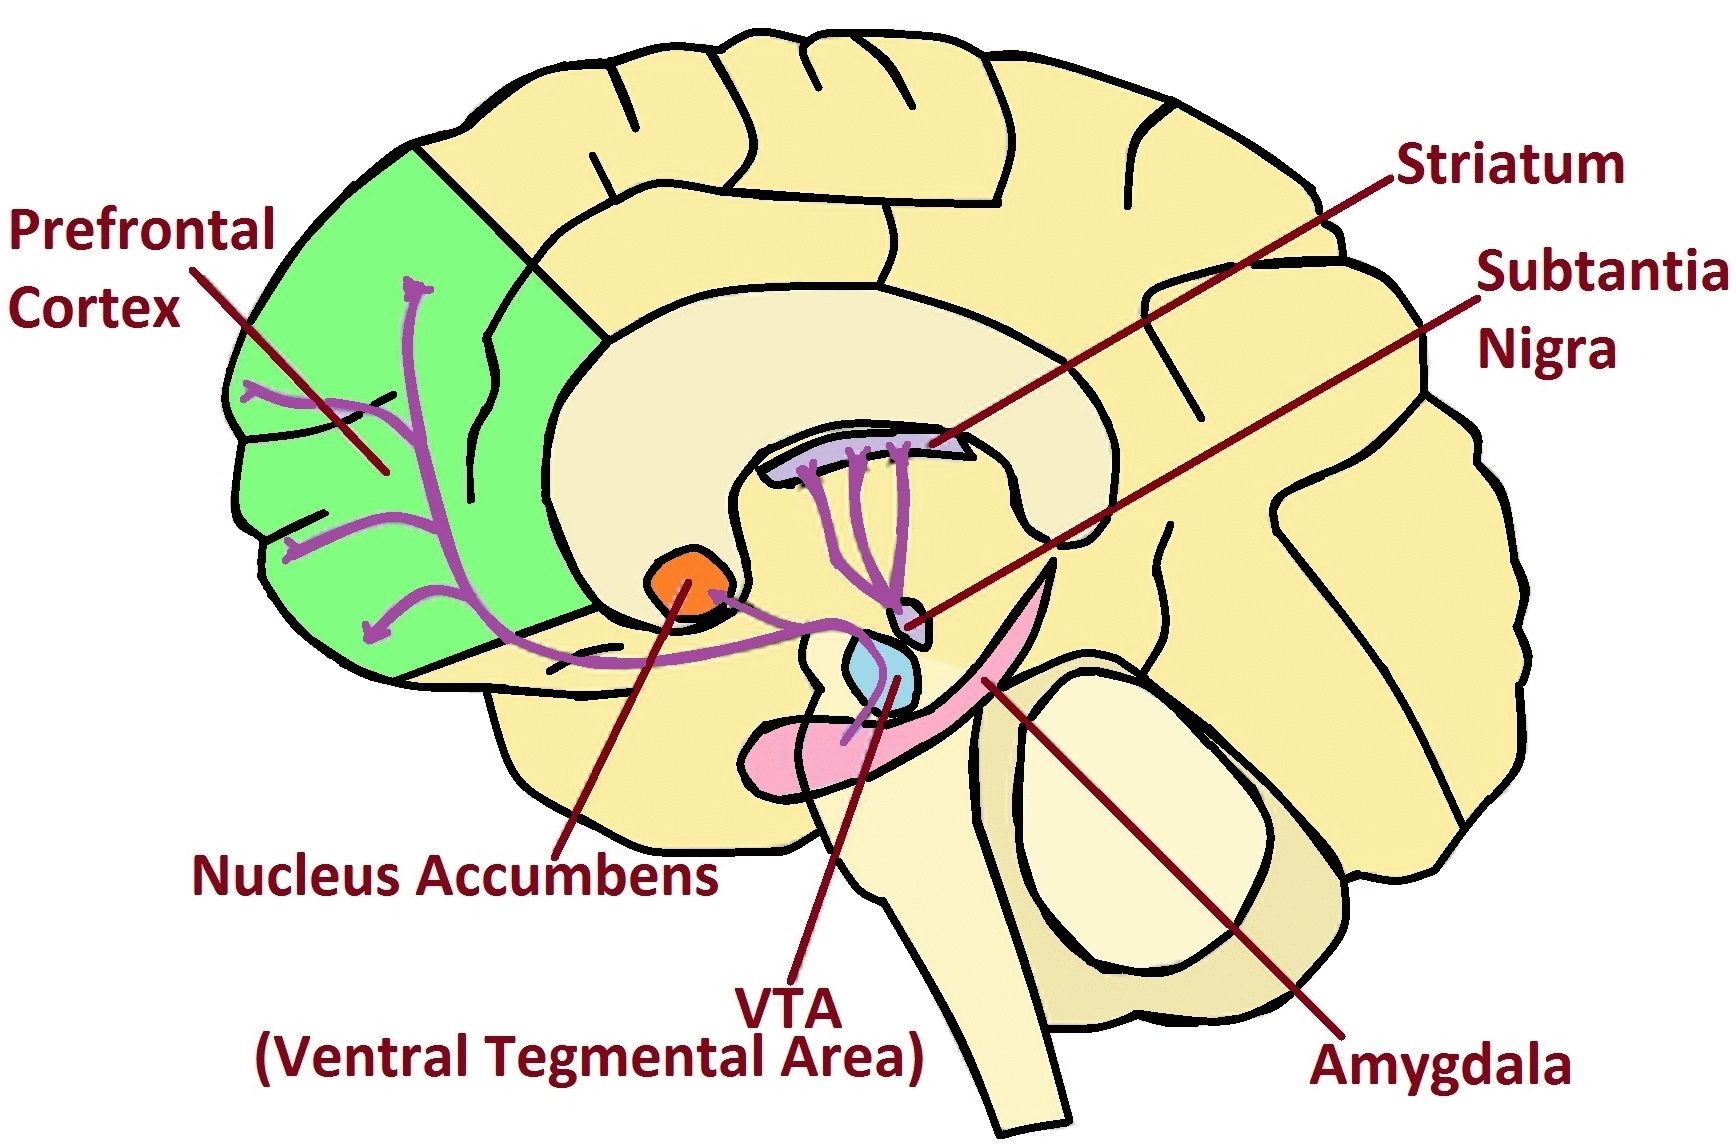 Prefrontal
Cortex
Striatum
Subtantia
Nigra
Nucleus Accumbens
VTA
(Ventral Tegmental Area)
Amygdala